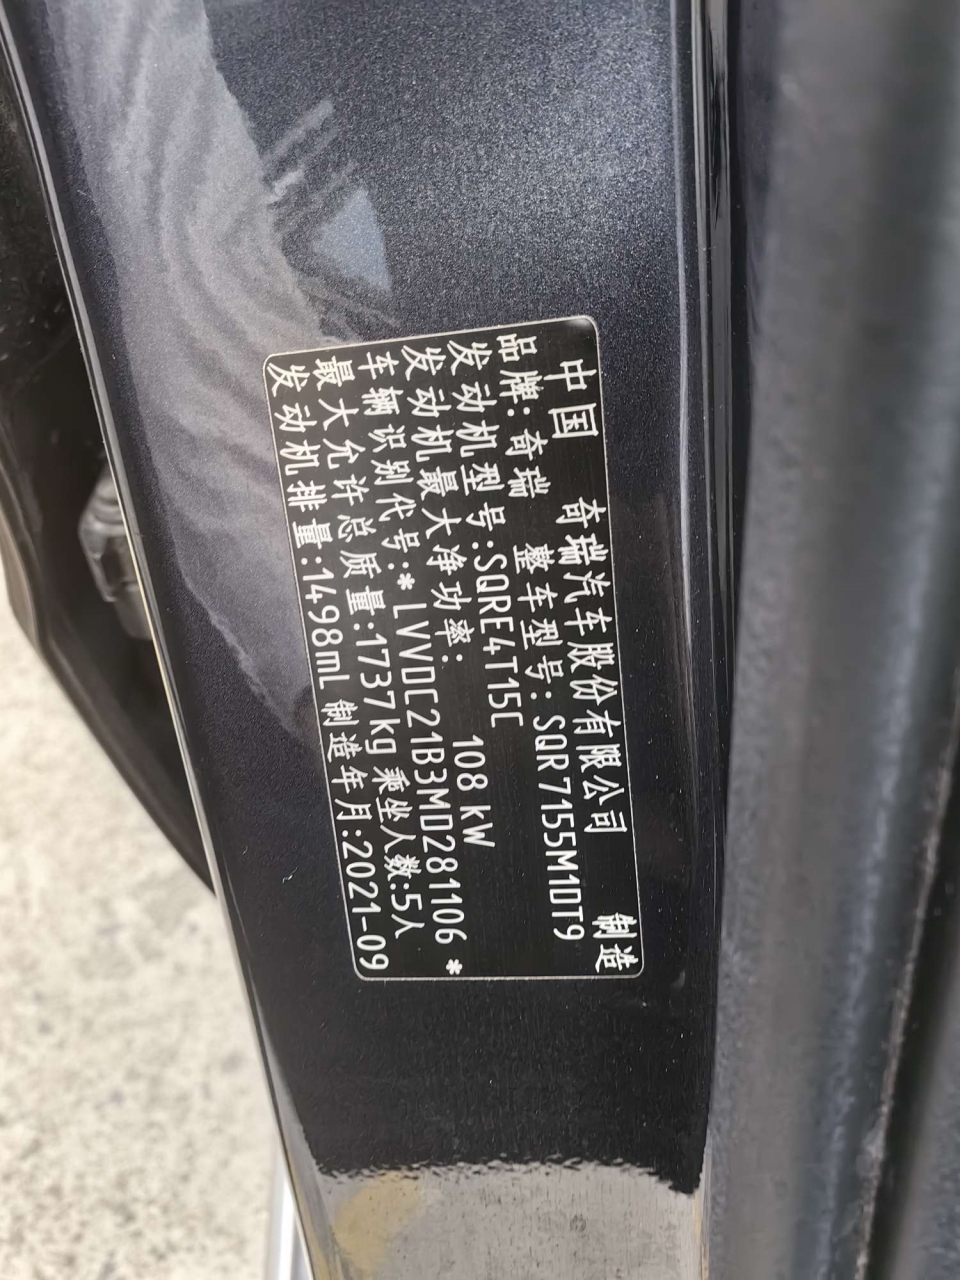 中国 奇瑞汽车股份有限公司 制造
品牌:奇瑞 整车型号:SQR7155M1DT9
发动机型号:SQRE4T15C
发动机最大净功率: 108 kW
车辆识别代号:*LVVDC21B3MD281106*
最大允许总质量:1737kg 乘坐人数:5人
发动机排量:1498mL 制造年月:2021-09